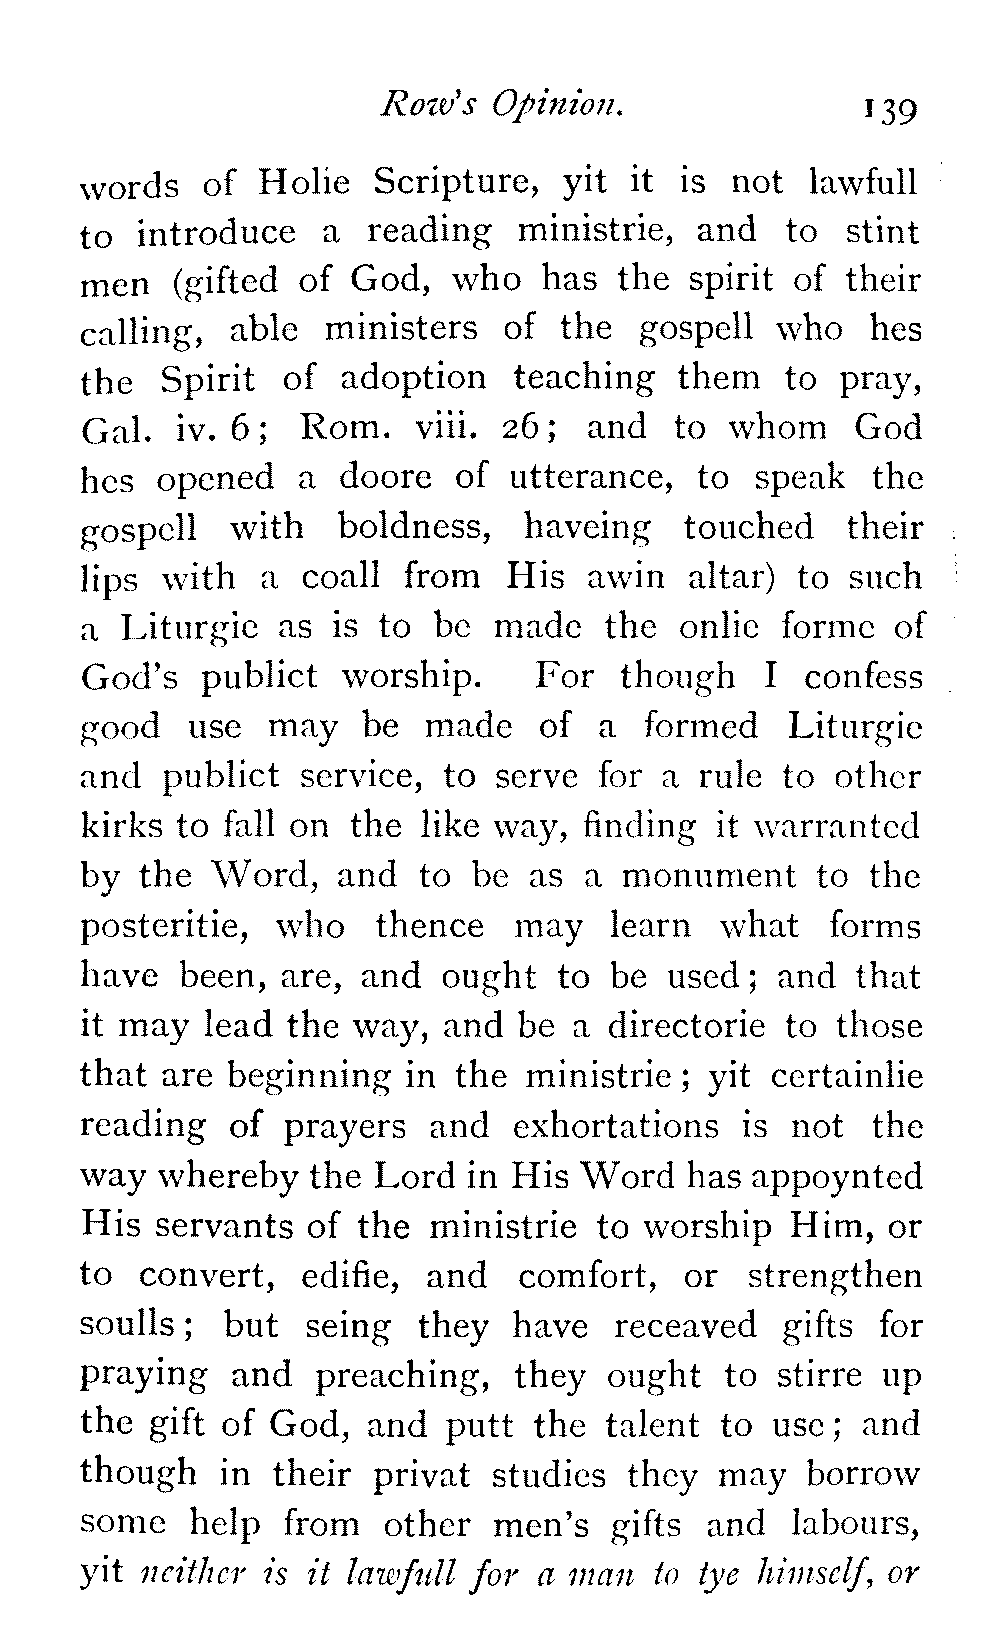 Row's Opinion. 139
words of Holie Scripture, yit it is not lawfull
to introduce a reading ministrie, and to stint
men (gifted of God, who has the spirit of their
calling, able ministers of the gospell who hes
the Spirit of adoption teaching them to pray,
Gal. iv. 6; Rom. viii. 26; and to whom God
hes opened a doore of utterance, to speak the
gospell with boldness, haveing touched their
lips with a coall from His awin altar) to such
a Liturgie as is to be made the onlie forme of
God's publict worship. For though I confess
good use may be made of a formed Liturgie
and publict service, to serve for a rule to other
kirks to fall on the like way, finding it warranted
by the Word, and to be as a monument to the
posteritie, who thence may learn what forms
have been, are, and ought to be used; and that
it may lead the way, and be a directorie to those
that are beginning in the ministrie; yit certainlie
reading of prayers and exhortations is not the
way whereby the Lord in His Word has appoynted
His servants of the ministrie to worship Him, or
to convert, edifie, and comfort, or strengthen
soulls; but seing they have receaved gifts for
praying and preaching, they ought to stirre up
the gift of God, and putt the talent to use; and
though in their privat studies they may borrow
some help from other men's gifts and labours,
yit neither is it lawfull for a man to tye himself, or